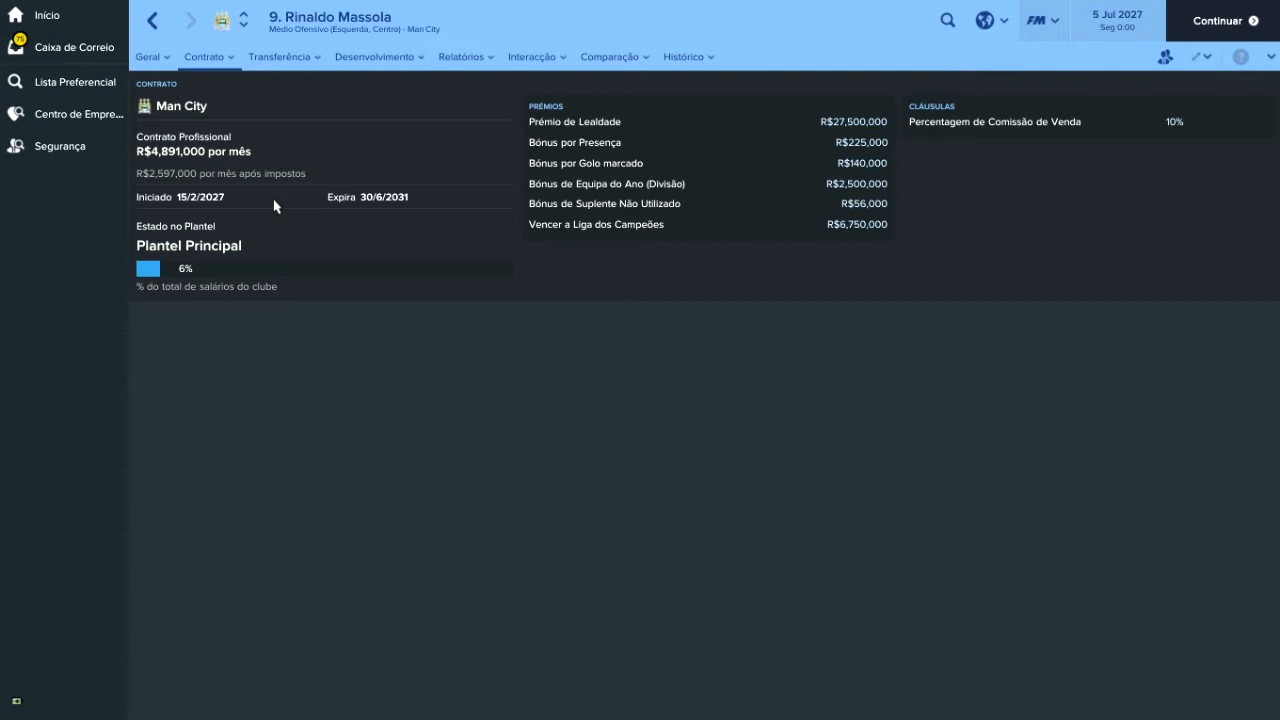 Início
75
Caixa de Correio
Lista Preferencial
Centro de Empre...
Segurança
9. Rinaldo Massola
Médio Ofensivo (Esquerda, Centro) - Man City
FM
5 Jul 2027
Seg 0:00
Continuar
Geral
Contrato
Transferência
Desenvolvimento
Relatórios
Interacção
Comparação
Histórico
?
CONTRATO
Man City
Contrato Profissional
R$4,891,000 por mês
R$2,597,000 por mês após impostos
Iniciado 15/2/2027 Expira 30/6/2031
Estado no Plantel
Plantel Principal
6%
% do total de salários do clube
PRÉMIOS
Prémio de Lealdade R$27,500,000
Bónus por Presença R$225,000
Bónus por Golo marcado R$140,000
Bónus de Equipa do Ano (Divisão) R$2,500,000
Bónus de Suplente Não Utilizado R$56,000
Vencer a Liga dos Campeões R$6,750,000
CLÁUSULAS
Percentagem de Comissão de Venda 10%